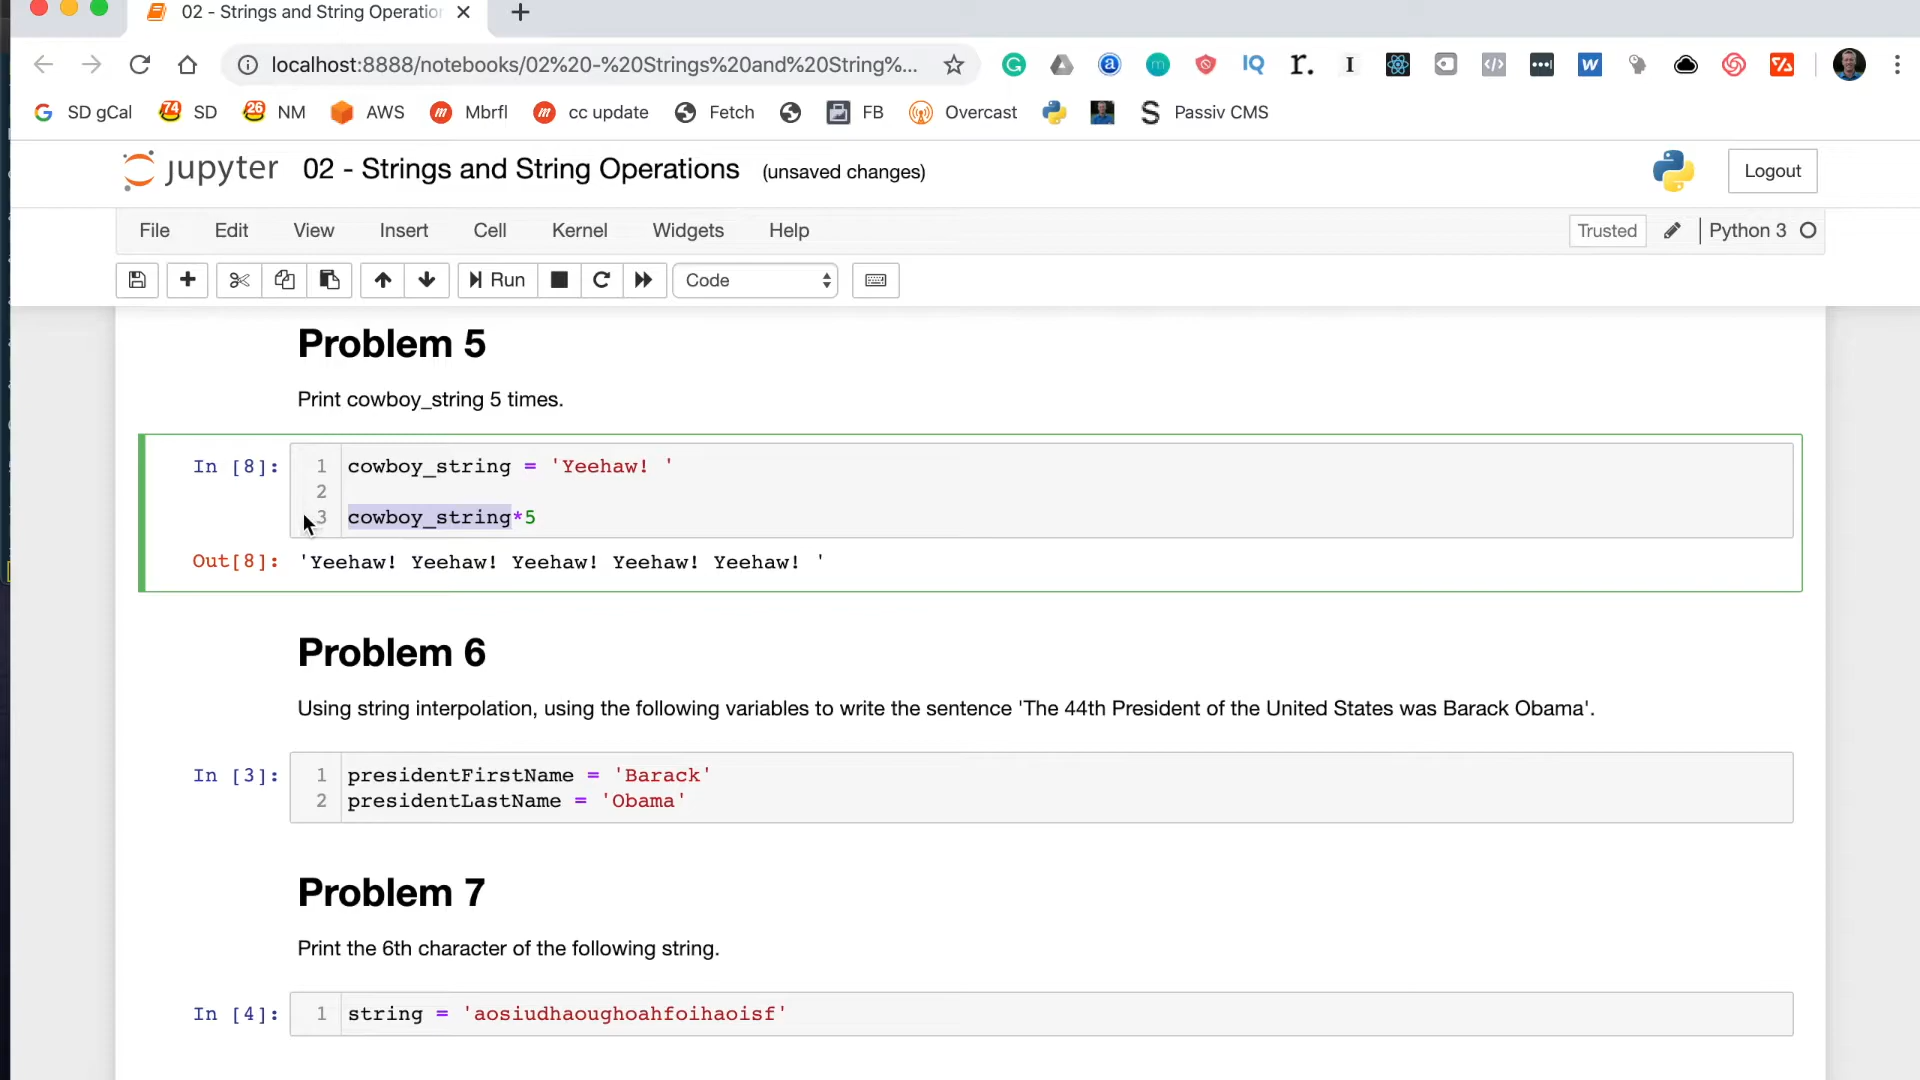 02 - Strings and String Operatio
localhost:8888/notebooks/02%20-%20Strings%20and%20String%...
SD gCal SD NM AWS Mbrfl cc update Fetch FB Overcast Passiv CMS
jupyter 02 - Strings and String Operations (unsaved changes) Logout
File Edit View Insert Cell Kernel Widgets Help Trusted Python 3
Run Code
Problem 5
Print cowboy_string 5 times.
In [8]: 1 cowboy_string = 'Yeehaw! '
2
3 cowboy_string*5
Out[8]: 'Yeehaw! Yeehaw! Yeehaw! Yeehaw! Yeehaw! '
Problem 6
Using string interpolation, using the following variables to write the sentence 'The 44th President of the United States was Barack Obama'.
In [3]: 1 presidentFirstName = 'Barack'
2 presidentLastName = 'Obama'
Problem 7
Print the 6th character of the following string.
In [4]: 1 string = 'aosiudhaoughoahfoihaoisf'